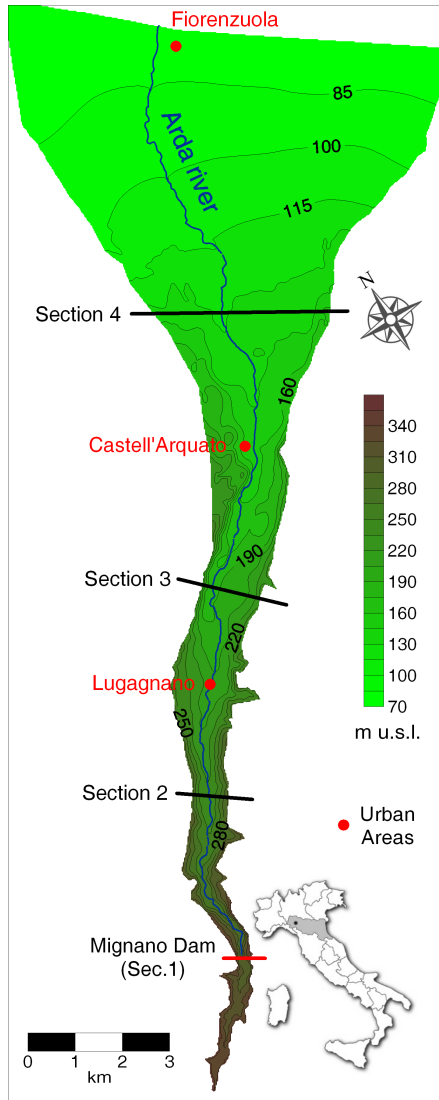 Fiorenzuola
85
Arda river
100
115
N
Section 4
160
340
310
280
250
220
190
160
130
100
70
m u.s.l.
Castell'Arquato
190
Section 3
220
Lugagnano
250
Section 2
280
Urban
Areas
Mignano Dam
(Sec.1)
0 1 2 3
km